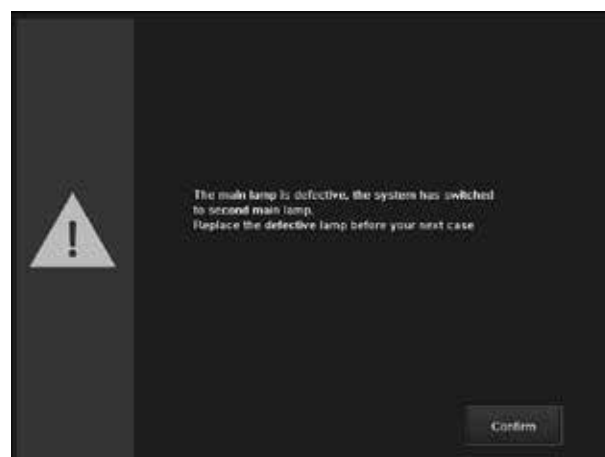 The main lamp is defective, the system has switched
to second main lamp.
Replace the defective lamp before your next case
Confirm